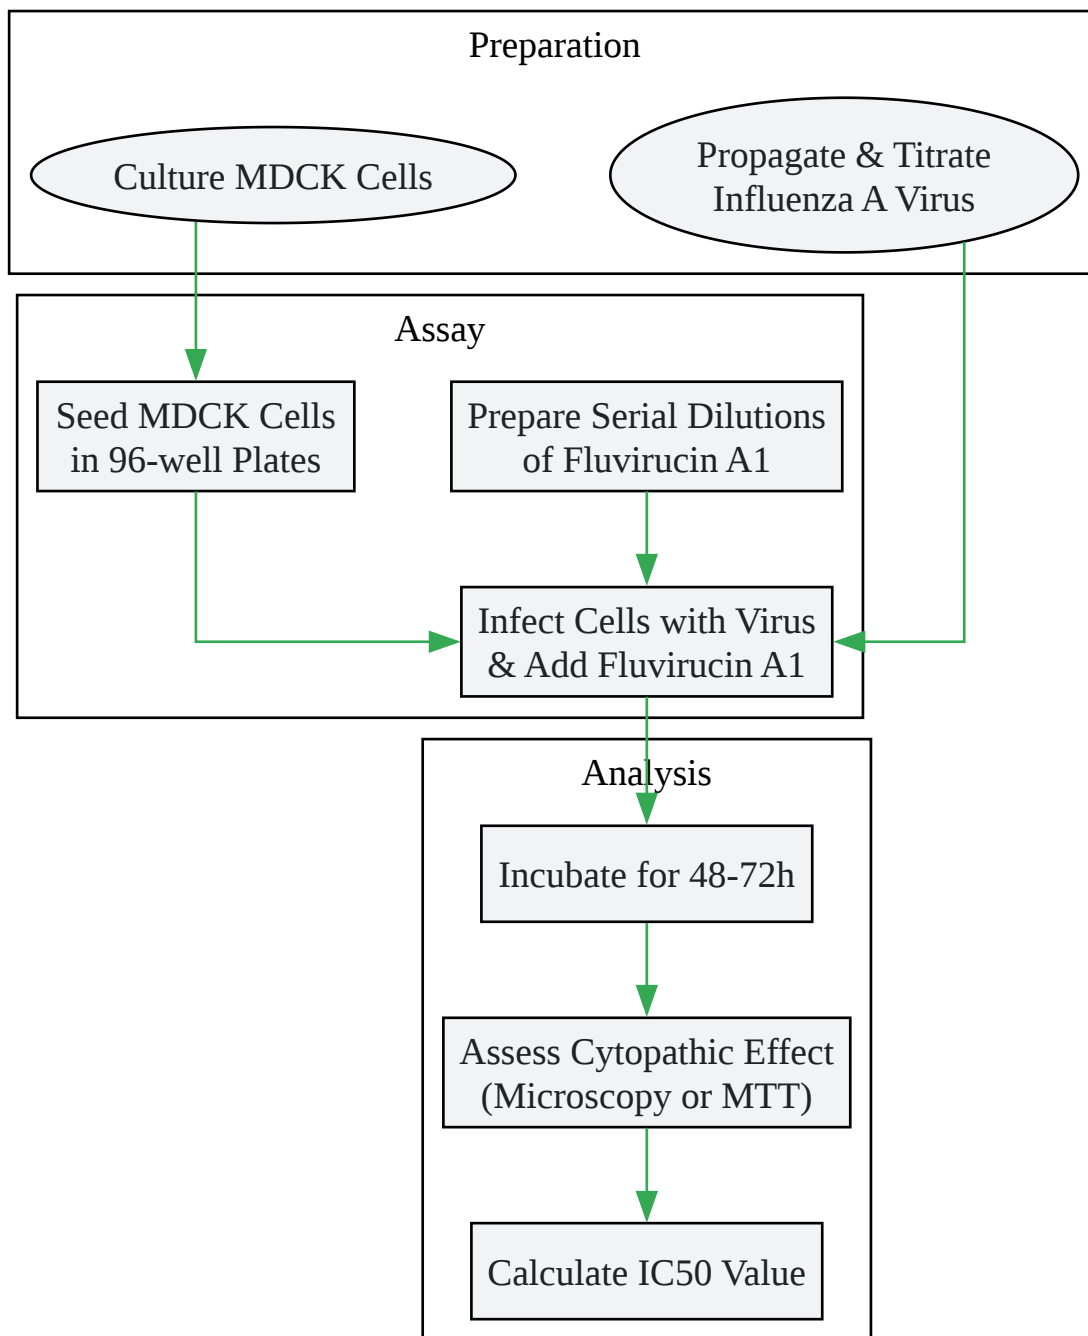 Preparation
Culture MDCK Cells
Propagate & Titrate
Influenza A Virus
Assay
Seed MDCK Cells
in 96-well Plates
Prepare Serial Dilutions
of Fluvirucin A1
Infect Cells with Virus
& Add Fluvirucin A1
Analysis
Incubate for 48-72h
Assess Cytopathic Effect
(Microscopy or MTT)
Calculate IC50 Value